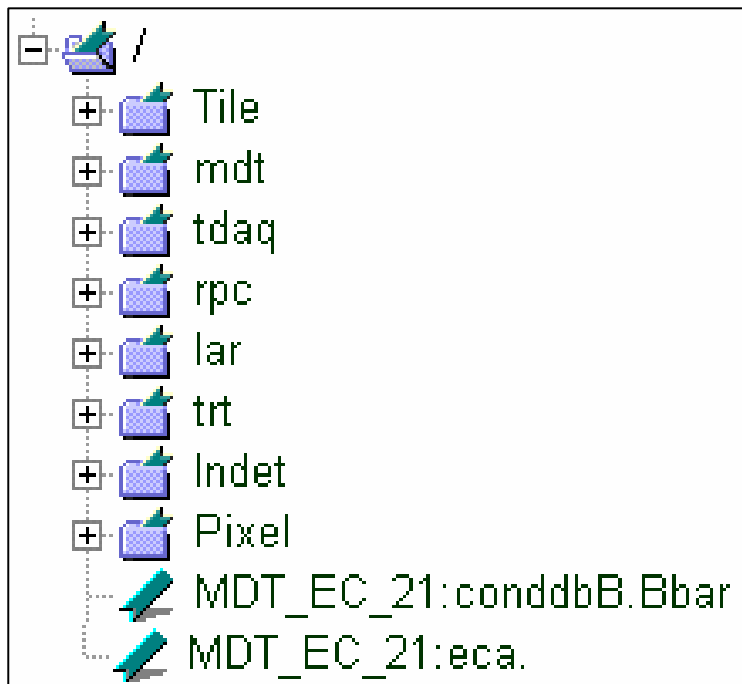 /
Tile
mdt
tdaq
rpc
lar
trt
Indet
Pixel
MDT_EC_21:conddbB.Bbar
MDT_EC_21:eca.